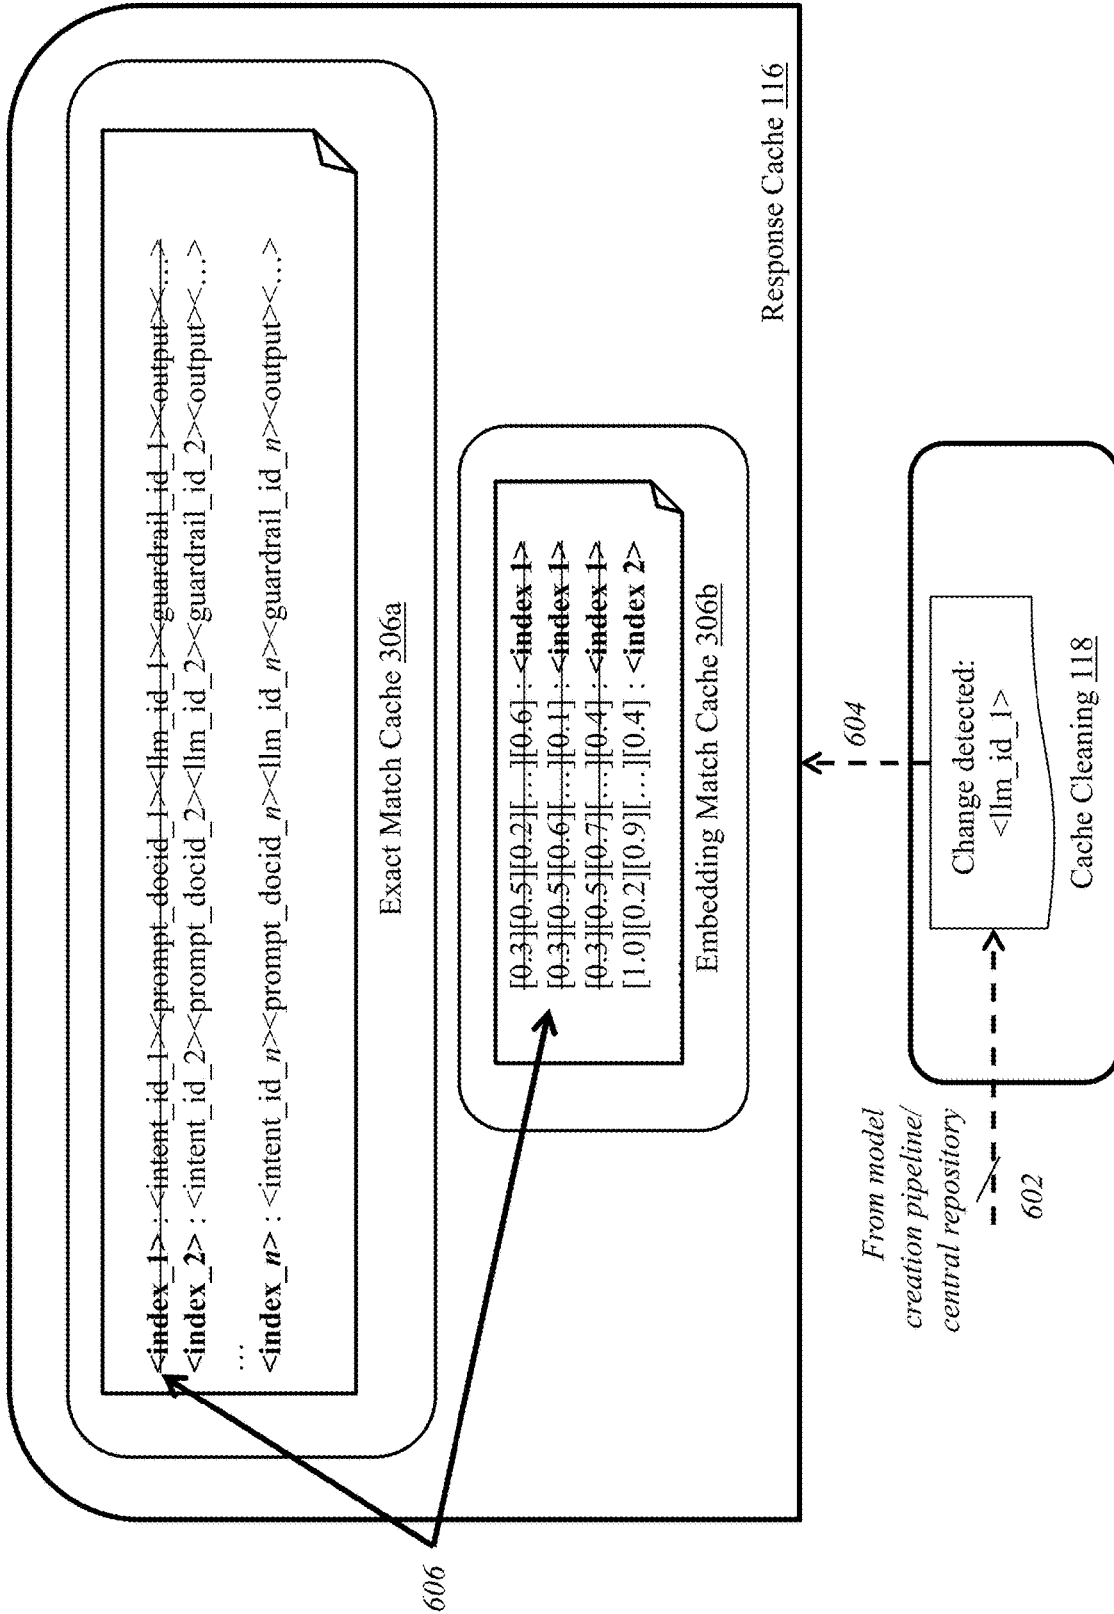 <index_1> : <intent_id_1><prompt_docid_1><llm_id_1><guardrail_id_1><output><...>
<index_2> : <intent_id_2><prompt_docid_2><llm_id_2><guardrail_id_2><output><...>
...
<index_n> : <intent_id_n><prompt_docid_n><llm_id_n><guardrail_id_n><output><...>
Exact Match Cache 306a
[0.3][0.5][0.2][...][0.6] : <index 1>
[0.3][0.5][0.6][...][0.1] : <index 1>
[0.3][0.5][0.7][...][0.4] : <index 1>
[1.0][0.2][0.9][...][0.4] : <index 2>
Embedding Match Cache 306b
Response Cache 116
606
604
From model
creation pipeline/
central repository
602
Change detected:
<llm_id_1>
Cache Cleaning 118